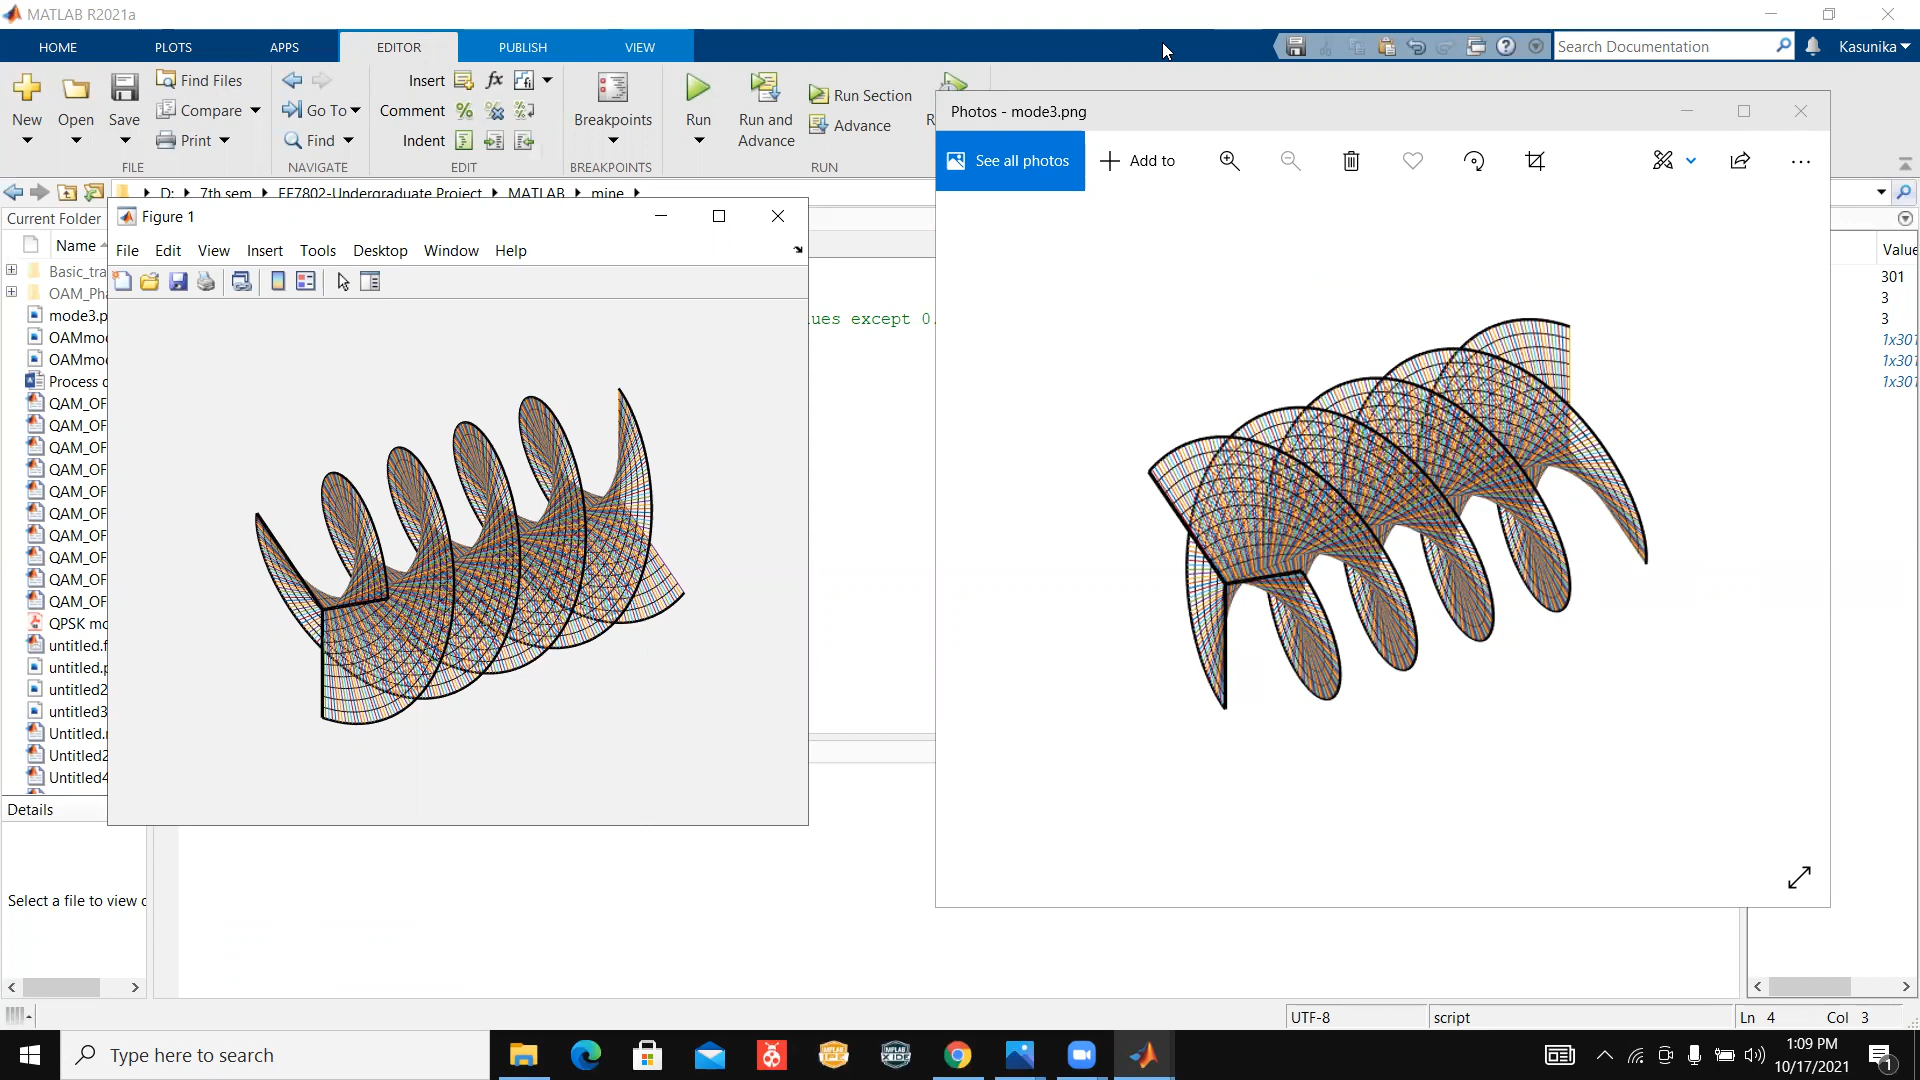 MATLAB R2021a
HOME PLOTS APPS EDITOR PUBLISH VIEW
Search Documentation
Kasunika
New
Open
Save
Find Files
Compare
Print
FILE
Go To
Find
NAVIGATE
Insert
Comment
Indent
EDIT
Breakpoints
BREAKPOINTS
Run
Run and
Advance
Run Section
Advance
RUN
D: 7th sem EE7802-Undergraduate Project MATLAB mine
Current Folder
Name
Basic_tra
OAM_Pha
mode3.p
OAMmod
OAMmod
Process d
QAM_OF
QAM_OF
QAM_OF
QAM_OF
QAM_OF
QAM_OF
QAM_OF
QAM_OF
QAM_OF
QAM_OF
QPSK mo
untitled.f
untitled.p
untitled2
untitled3
Untitled.
Untitled2
Untitled4
Details
Select a file to view d
Figure 1
File Edit View Insert Tools Desktop Window Help
ues except 0.
Photos - mode3.png
See all photos
Add to
Value
301
3
3
1x301
1x301
1x301
UTF-8
script
Ln 4 Col 3
Type here to search
1:09 PM
10/17/2021
1